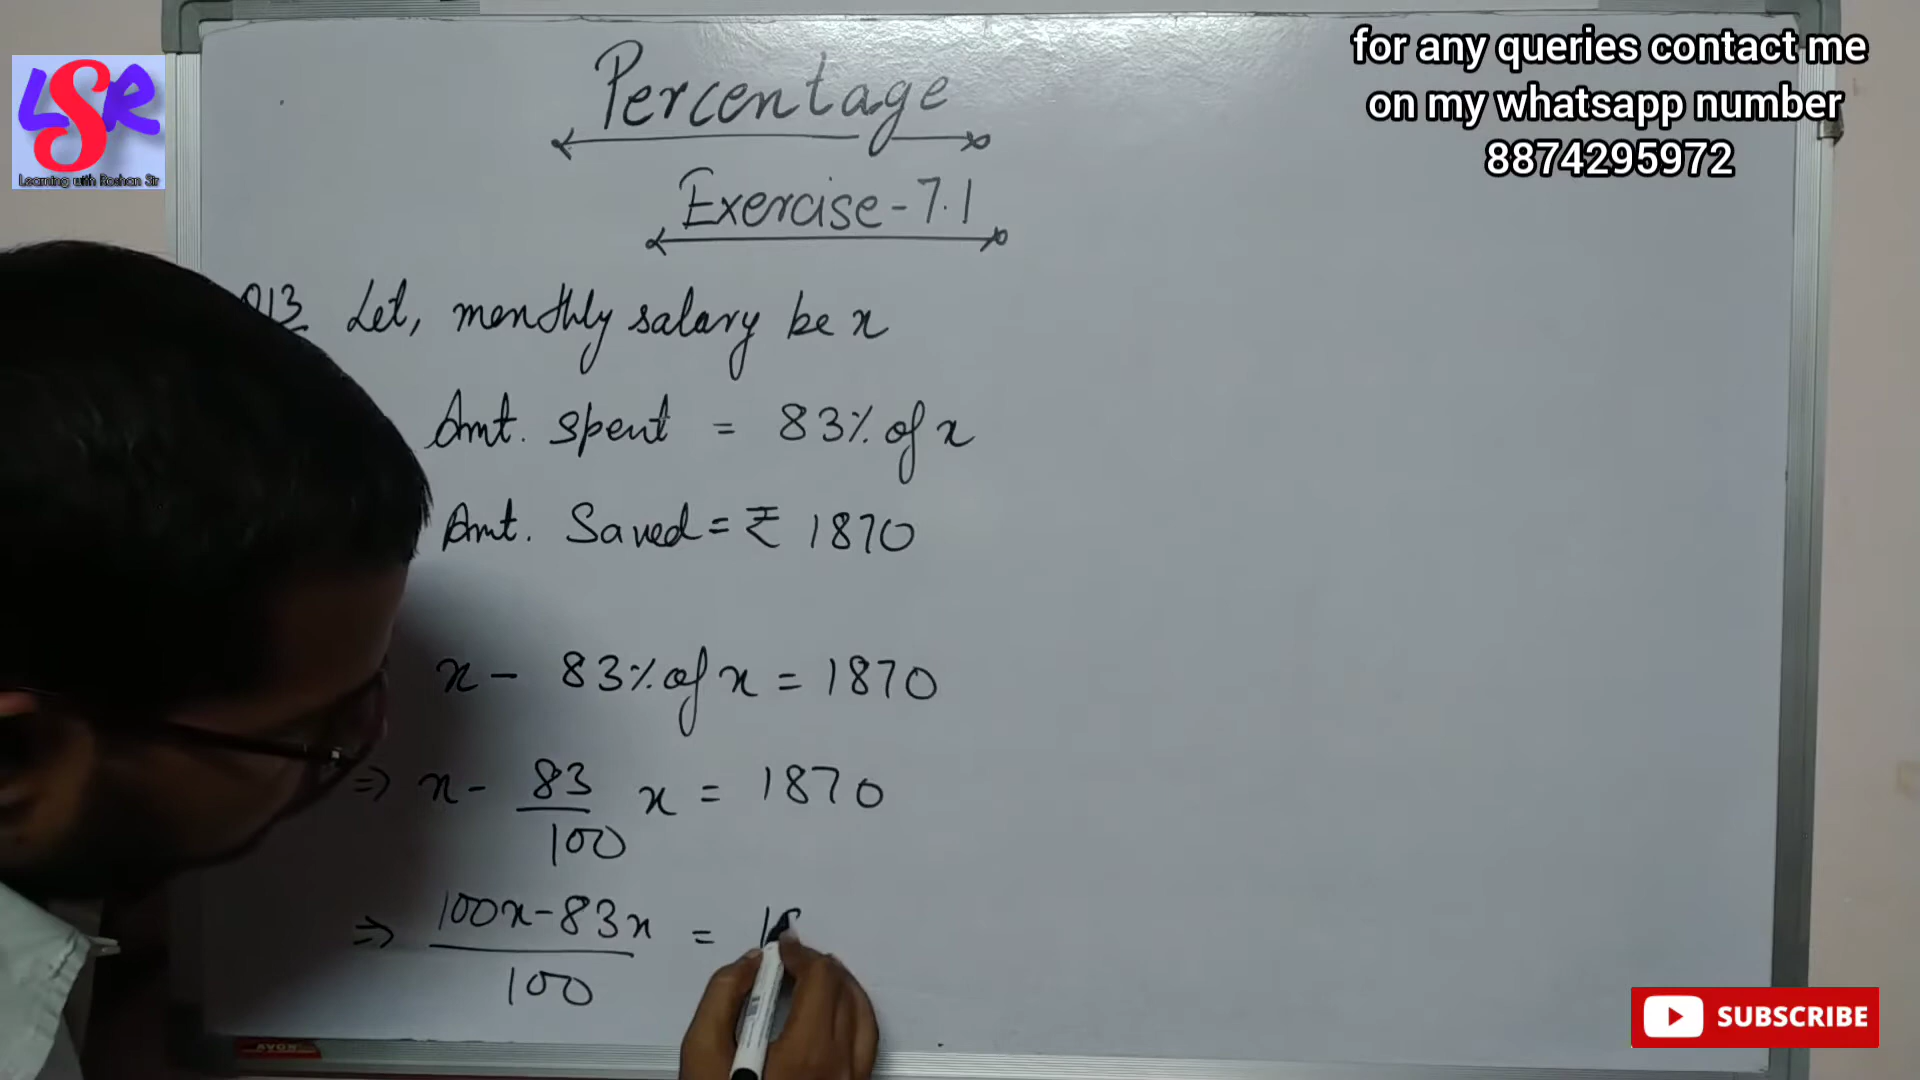 LSR
Learning with Roshan Sir
for any queries contact me
on my whatsapp number
8874295972
Percentage
Exercise-7.1
Q13 Let, monthly salary be x
Amt. spent = 83% of x
Amt. Saved = ₹ 1870
x - 83% of x = 1870
⇒ x - 83/100 x = 1870
⇒ 100x-83x/100 = 18
AVON
SUBSCRIBE